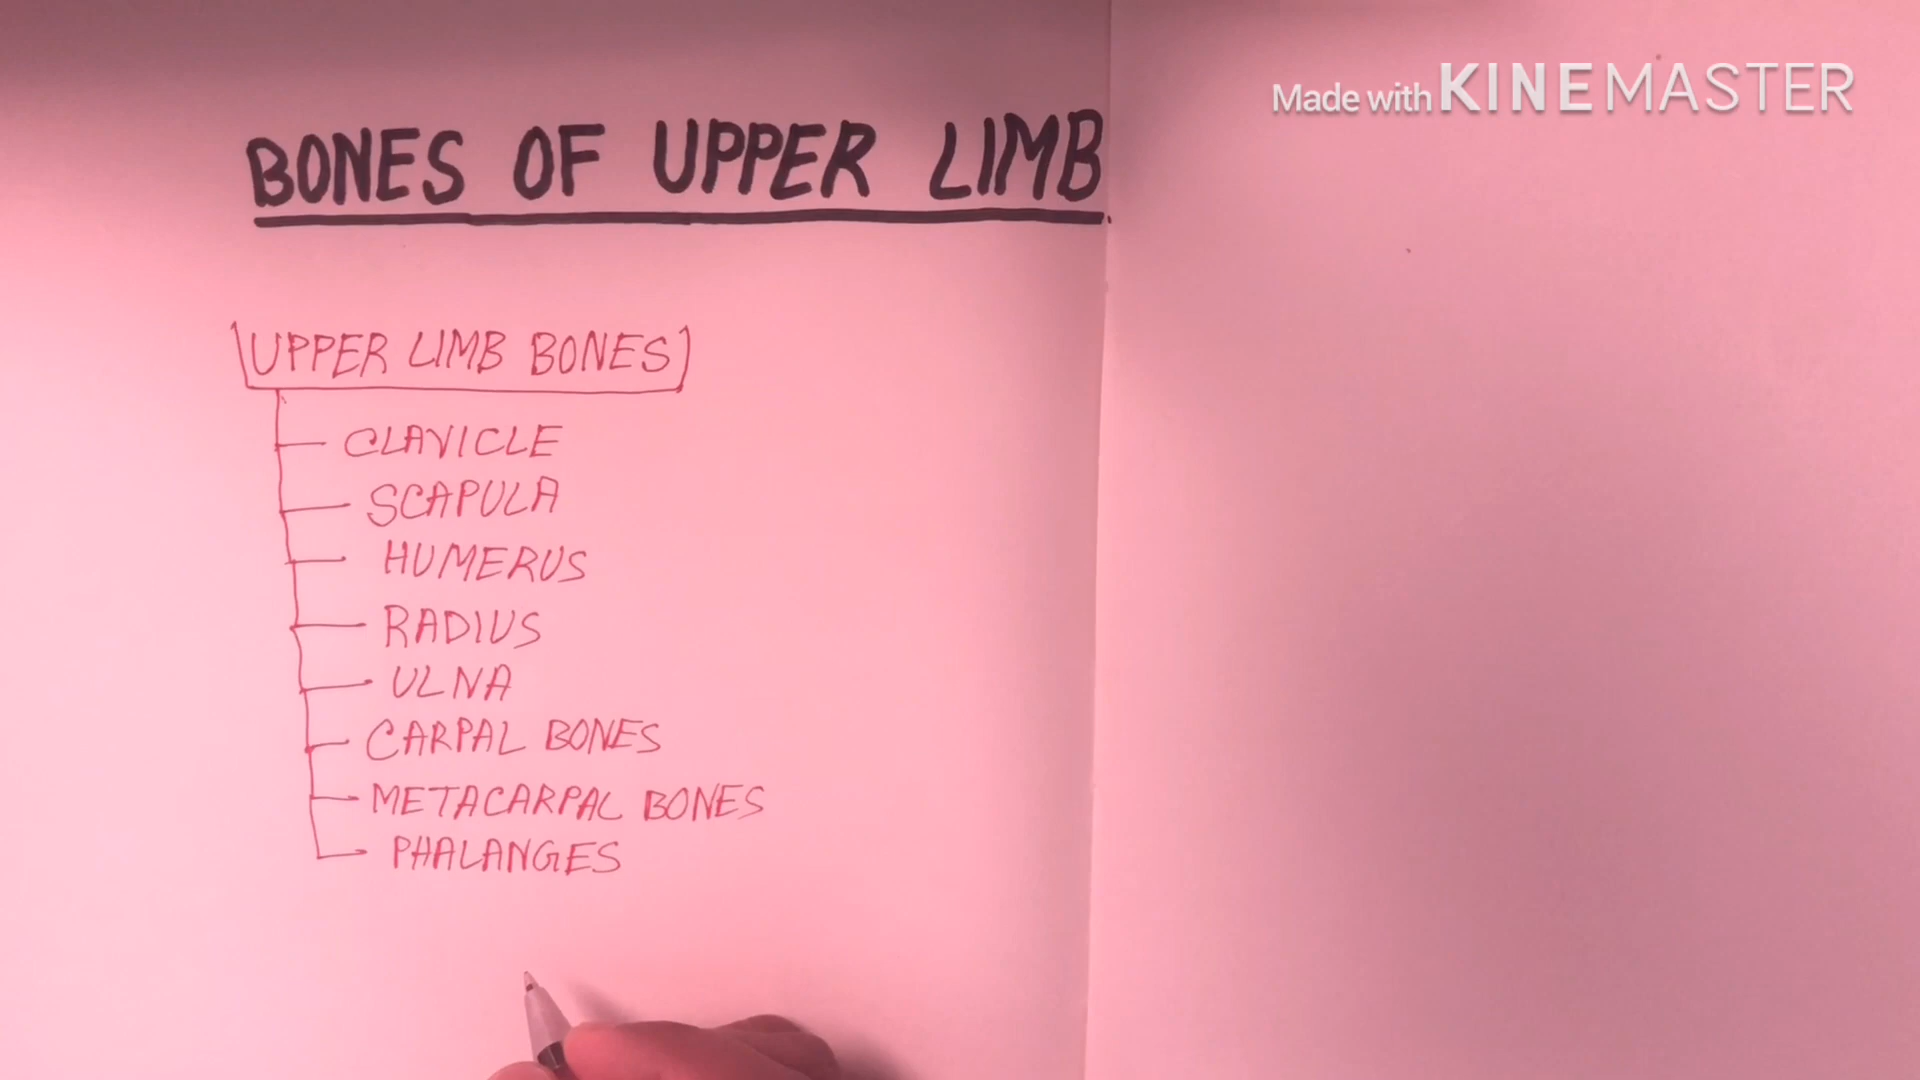 Made with KINEMASTER
BONES OF UPPER LIMB
UPPER LIMB BONES
CLAVICLE
SCAPULA
HUMERUS
RADIUS
ULNA
CARPAL BONES
METACARPAL BONES
PHALANGES